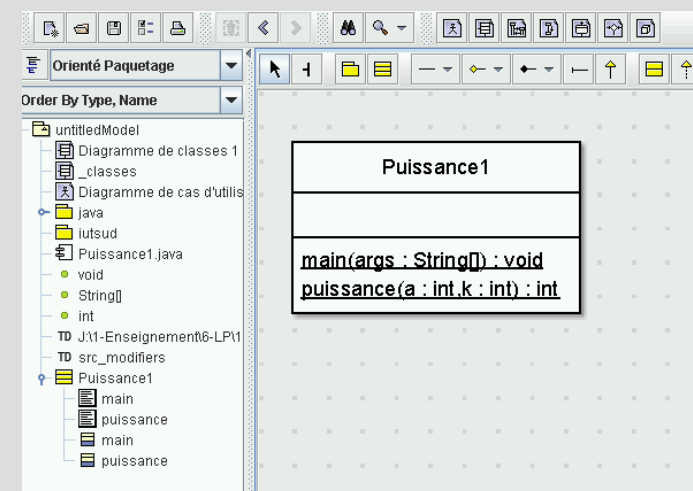 Orienté Paquetage
Order By Type, Name
untitledModel
Diagramme de classes 1
_classes
Diagramme de cas d'utilis
java
iutsud
Puissance1.java
void
String[]
int
TD J:\1-Enseignement\6-LP\1
TD src_modifiers
Puissance1
main
puissance
main
puissance
Puissance1
main(args : String[]) : void
puissance(a : int,k : int) : int